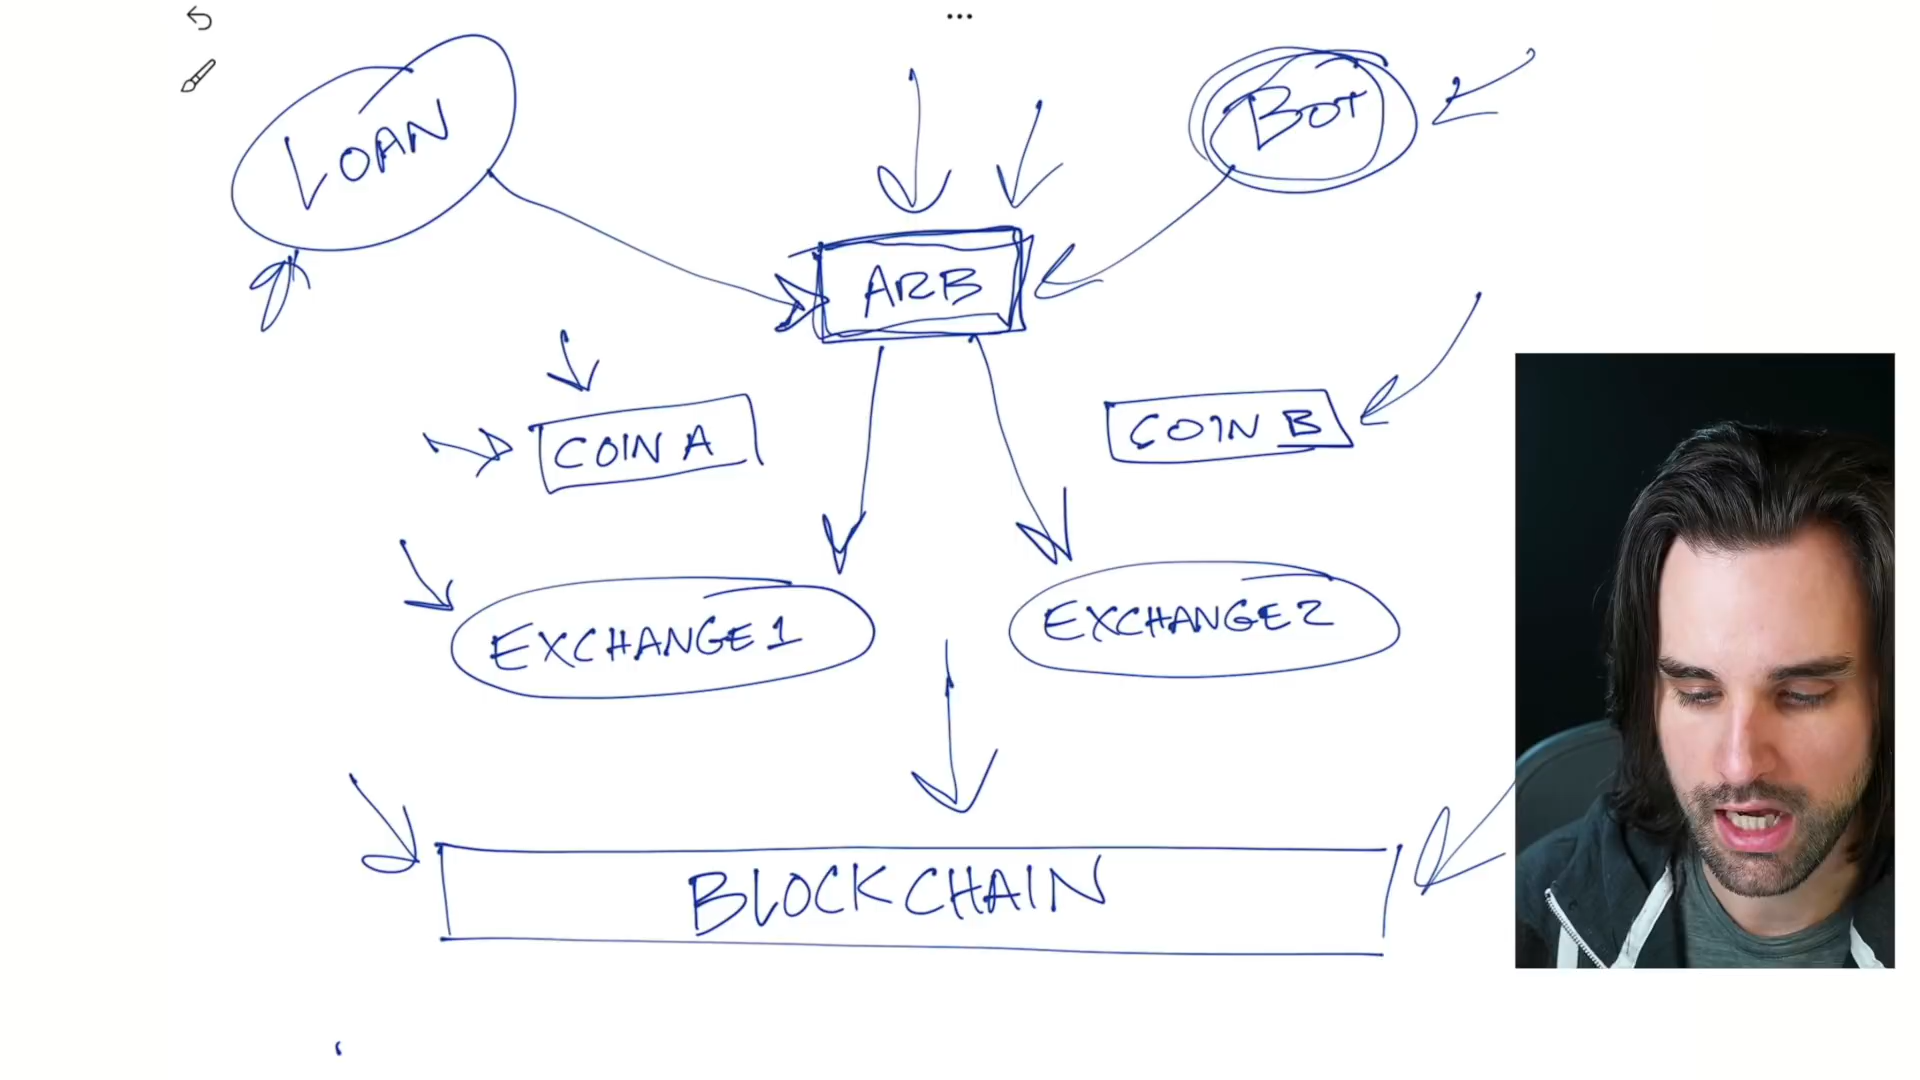 LOAN
BOT
ARB
COIN A
COIN B
EXCHANGE 1
EXCHANGE 2
BLOCKCHAIN